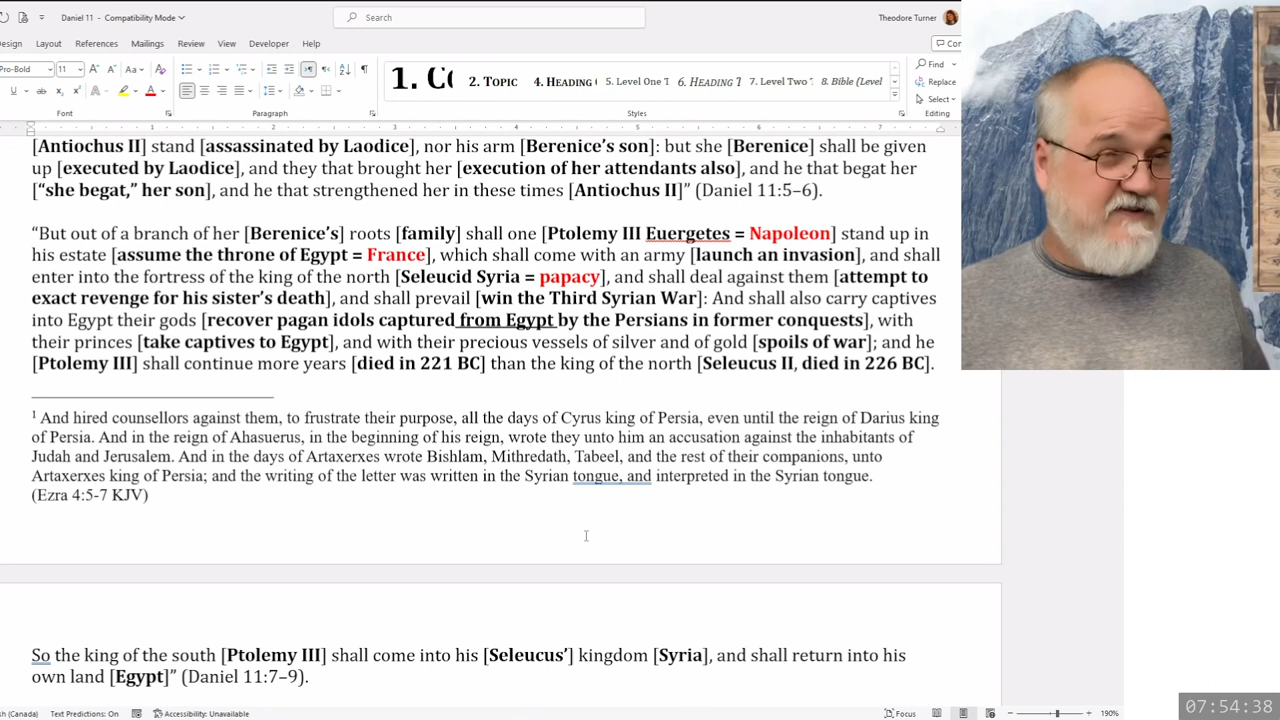 Daniel 11 - Compatibility Mode
Search
Theodore Turner
Design Layout References Mailings Review View Developer Help
Pro-Bold 11
Find
Replace
Select
1. 2. TOPIC 4. HEADING 5. Level One 6. HEADING 7. Level Two 8. Bible (Level
Font Paragraph Styles Editing
1 2 3 4 5 6 7
[Antiochus II] stand [assassinated by Laodice], nor his arm [Berenice's son]: but she [Berenice] shall be given
up [executed by Laodice], and they that brought her [execution of her attendants also], and he that begat her
[“she begat,” her son], and he that strengthened her in these times [Antiochus II]” (Daniel 11:5–6).
“But out of a branch of her [Berenice’s] roots [family] shall one [Ptolemy III Euergetes = Napoleon] stand up in
his estate [assume the throne of Egypt = France], which shall come with an army [launch an invasion], and shall
enter into the fortress of the king of the north [Seleucid Syria = papacy], and shall deal against them [attempt to
exact revenge for his sister’s death], and shall prevail [win the Third Syrian War]: And shall also carry captives
into Egypt their gods [recover pagan idols captured from Egypt by the Persians in former conquests], with
their princes [take captives to Egypt], and with their precious vessels of silver and of gold [spoils of war]; and he
[Ptolemy III] shall continue more years [died in 221 BC] than the king of the north [Seleucus II, died in 226 BC].
1 And hired counsellors against them, to frustrate their purpose, all the days of Cyrus king of Persia, even until the reign of Darius king
of Persia. And in the reign of Ahasuerus, in the beginning of his reign, wrote they unto him an accusation against the inhabitants of
Judah and Jerusalem. And in the days of Artaxerxes wrote Bishlam, Mithredath, Tabeel, and the rest of their companions, unto
Artaxerxes king of Persia; and the writing of the letter was written in the Syrian tongue, and interpreted in the Syrian tongue.
(Ezra 4:5-7 KJV)
So the king of the south [Ptolemy III] shall come into his [Seleucus’] kingdom [Syria], and shall return into his
own land [Egypt]” (Daniel 11:7–9).
(Canada) Text Predictions: On Accessibility: Unavailable Focus 190%
07:54:38